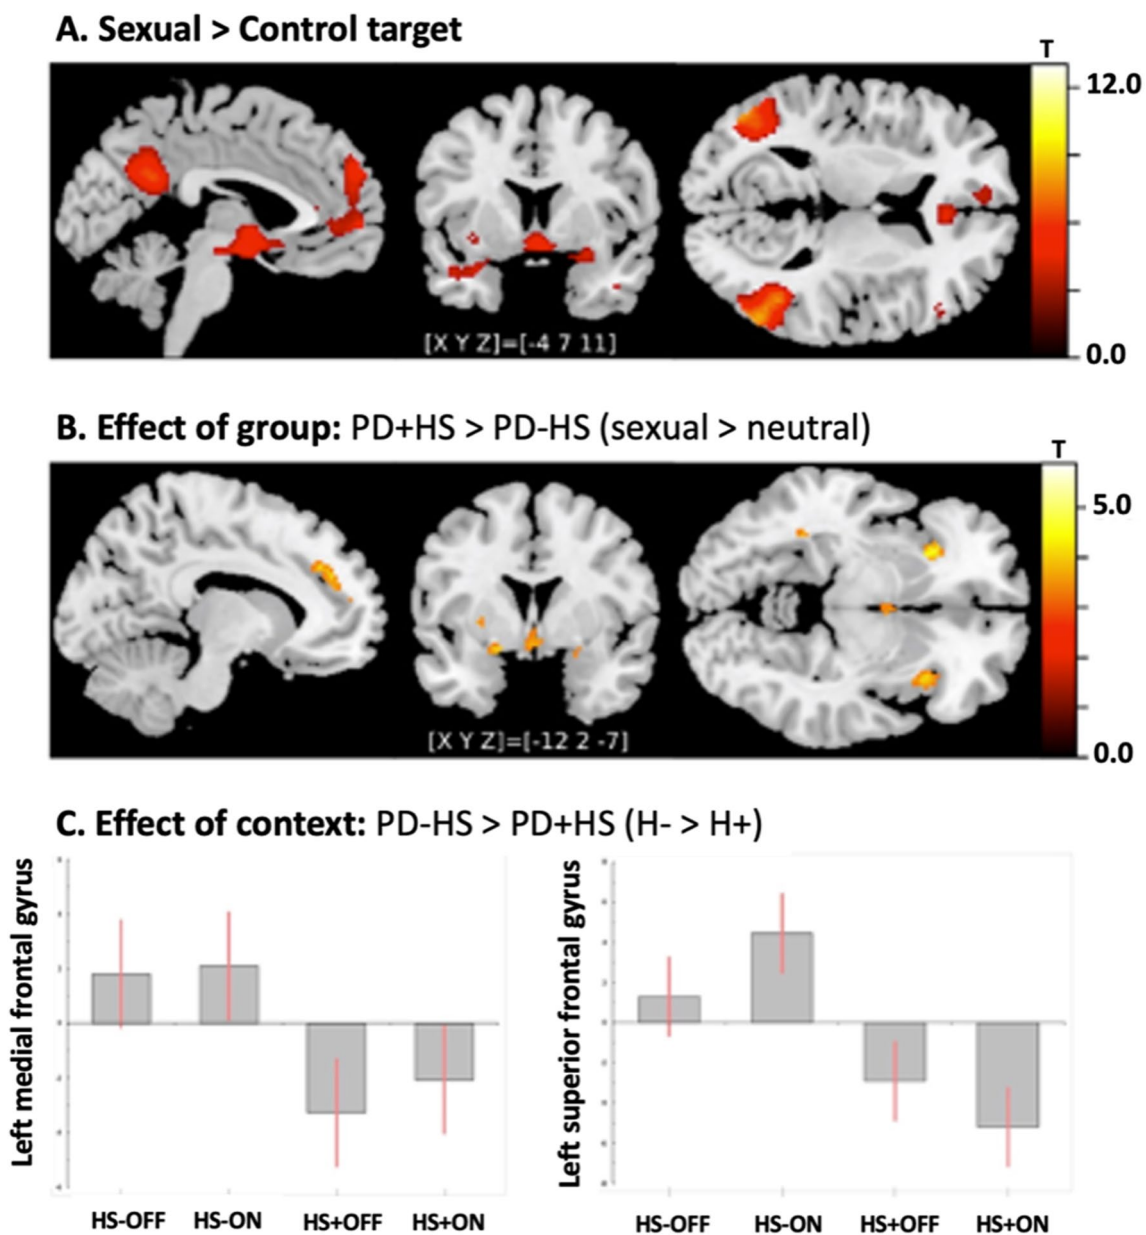 A. Sexual > Control target
T
12.0
[X Y Z]=[-4 7 11]
0.0
B. Effect of group: PD+HS > PD-HS (sexual > neutral)
T
5.0
[X Y Z]=[-12 2 -7]
0.0
C. Effect of context: PD-HS > PD+HS (H- > H+)
Left medial frontal gyrus
HS-OFF HS-ON HS+OFF HS+ON
Left superior frontal gyrus
HS-OFF HS-ON HS+OFF HS+ON